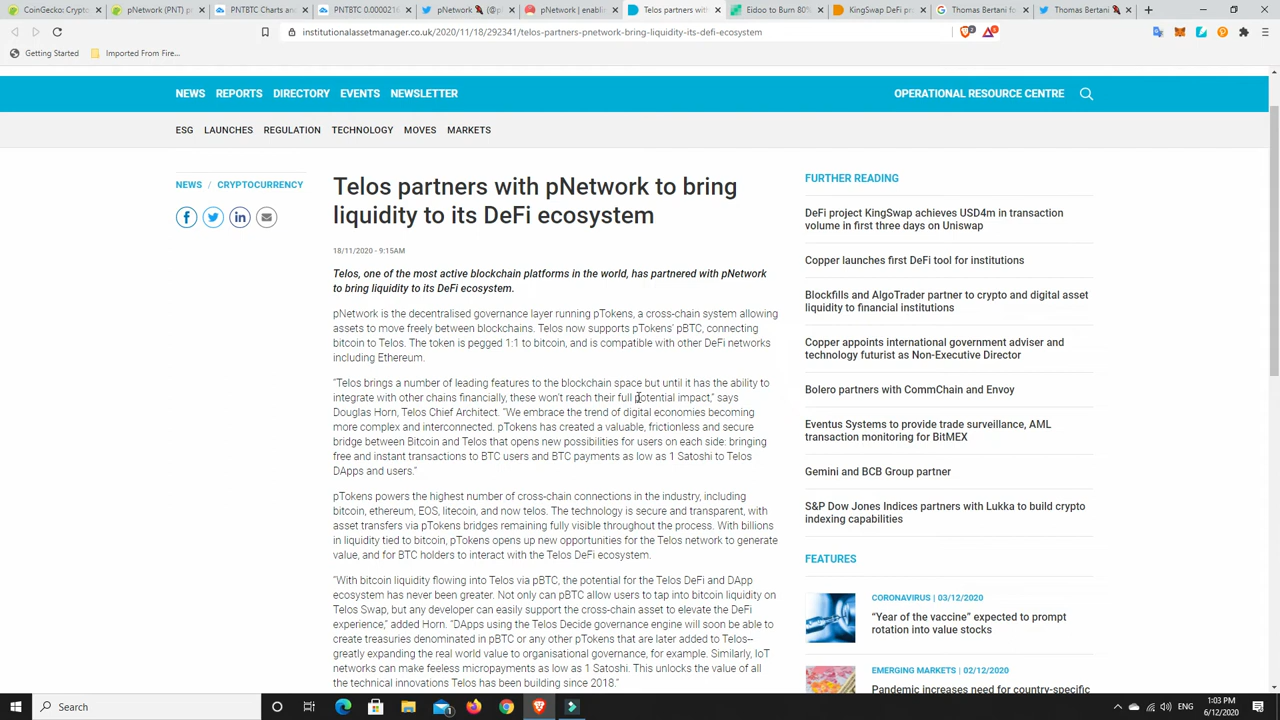 CoinGecko: Crypto
pNetwork (PNT) pr
PNTBTC Charts and
PNTBTC 0.0000216
pNetwork (@p
pNetwork | enabli
Telos partners with
Eidoo to Burn 80%
KingSwap DeFi pro
Thomas Bertani fo
Thomas Bertani
institutionalassetmanager.co.uk/2020/11/18/292341/telos-partners-pnetwork-bring-liquidity-its-defi-ecosystem
Getting Started
Imported From Fire...
NEWS REPORTS DIRECTORY EVENTS NEWSLETTER
OPERATIONAL RESOURCE CENTRE
ESG LAUNCHES REGULATION TECHNOLOGY MOVES MARKETS
NEWS / CRYPTOCURRENCY
Telos partners with pNetwork to bring
liquidity to its DeFi ecosystem
18/11/2020 - 9:15AM
Telos, one of the most active blockchain platforms in the world, has partnered with pNetwork
to bring liquidity to its DeFi ecosystem.
pNetwork is the decentralised governance layer running pTokens, a cross-chain system allowing
assets to move freely between blockchains. Telos now supports pTokens' pBTC, connecting
bitcoin to Telos. The token is pegged 1:1 to bitcoin, and is compatible with other DeFi networks
including Ethereum.
"Telos brings a number of leading features to the blockchain space but until it has the ability to
integrate with other chains financially, these won't reach their full potential impact," says
Douglas Horn, Telos Chief Architect. "We embrace the trend of digital economies becoming
more complex and interconnected. pTokens has created a valuable, frictionless and secure
bridge between Bitcoin and Telos that opens new possibilities for users on each side: bringing
free and instant transactions to BTC users and BTC payments as low as 1 Satoshi to Telos
DApps and users."
pTokens powers the highest number of cross-chain connections in the industry, including
bitcoin, ethereum, EOS, litecoin, and now telos. The technology is secure and transparent, with
asset transfers via pTokens bridges remaining fully visible throughout the process. With billions
in liquidity tied to bitcoin, pTokens opens up new opportunities for the Telos network to generate
value, and for BTC holders to interact with the Telos DeFi ecosystem.
"With bitcoin liquidity flowing into Telos via pBTC, the potential for the Telos DeFi and DApp
ecosystem has never been greater. Not only can pBTC allow users to tap into bitcoin liquidity on
Telos Swap, but any developer can easily support the cross-chain asset to elevate the DeFi
experience," added Horn. "DApps using the Telos Decide governance engine will soon be able to
create treasuries denominated in pBTC or any other pTokens that are later added to Telos--
greatly expanding the real world value to organisational governance, for example. Similarly, IoT
networks can make feeless micropayments as low as 1 Satoshi. This unlocks the value of all
the technical innovations Telos has been building since 2018."
FURTHER READING
DeFi project KingSwap achieves USD4m in transaction
volume in first three days on Uniswap
Copper launches first DeFi tool for institutions
Blockfills and AlgoTrader partner to crypto and digital asset
liquidity to financial institutions
Copper appoints international government adviser and
technology futurist as Non-Executive Director
Bolero partners with CommChain and Envoy
Eventus Systems to provide trade surveillance, AML
transaction monitoring for BitMEX
Gemini and BCB Group partner
S&P Dow Jones Indices partners with Lukka to build crypto
indexing capabilities
FEATURES
CORONAVIRUS | 03/12/2020
"Year of the vaccine" expected to prompt
rotation into value stocks
EMERGING MARKETS | 02/12/2020
Pandemic increases need for country-specific
Search
ENG
1:03 PM
6/12/2020